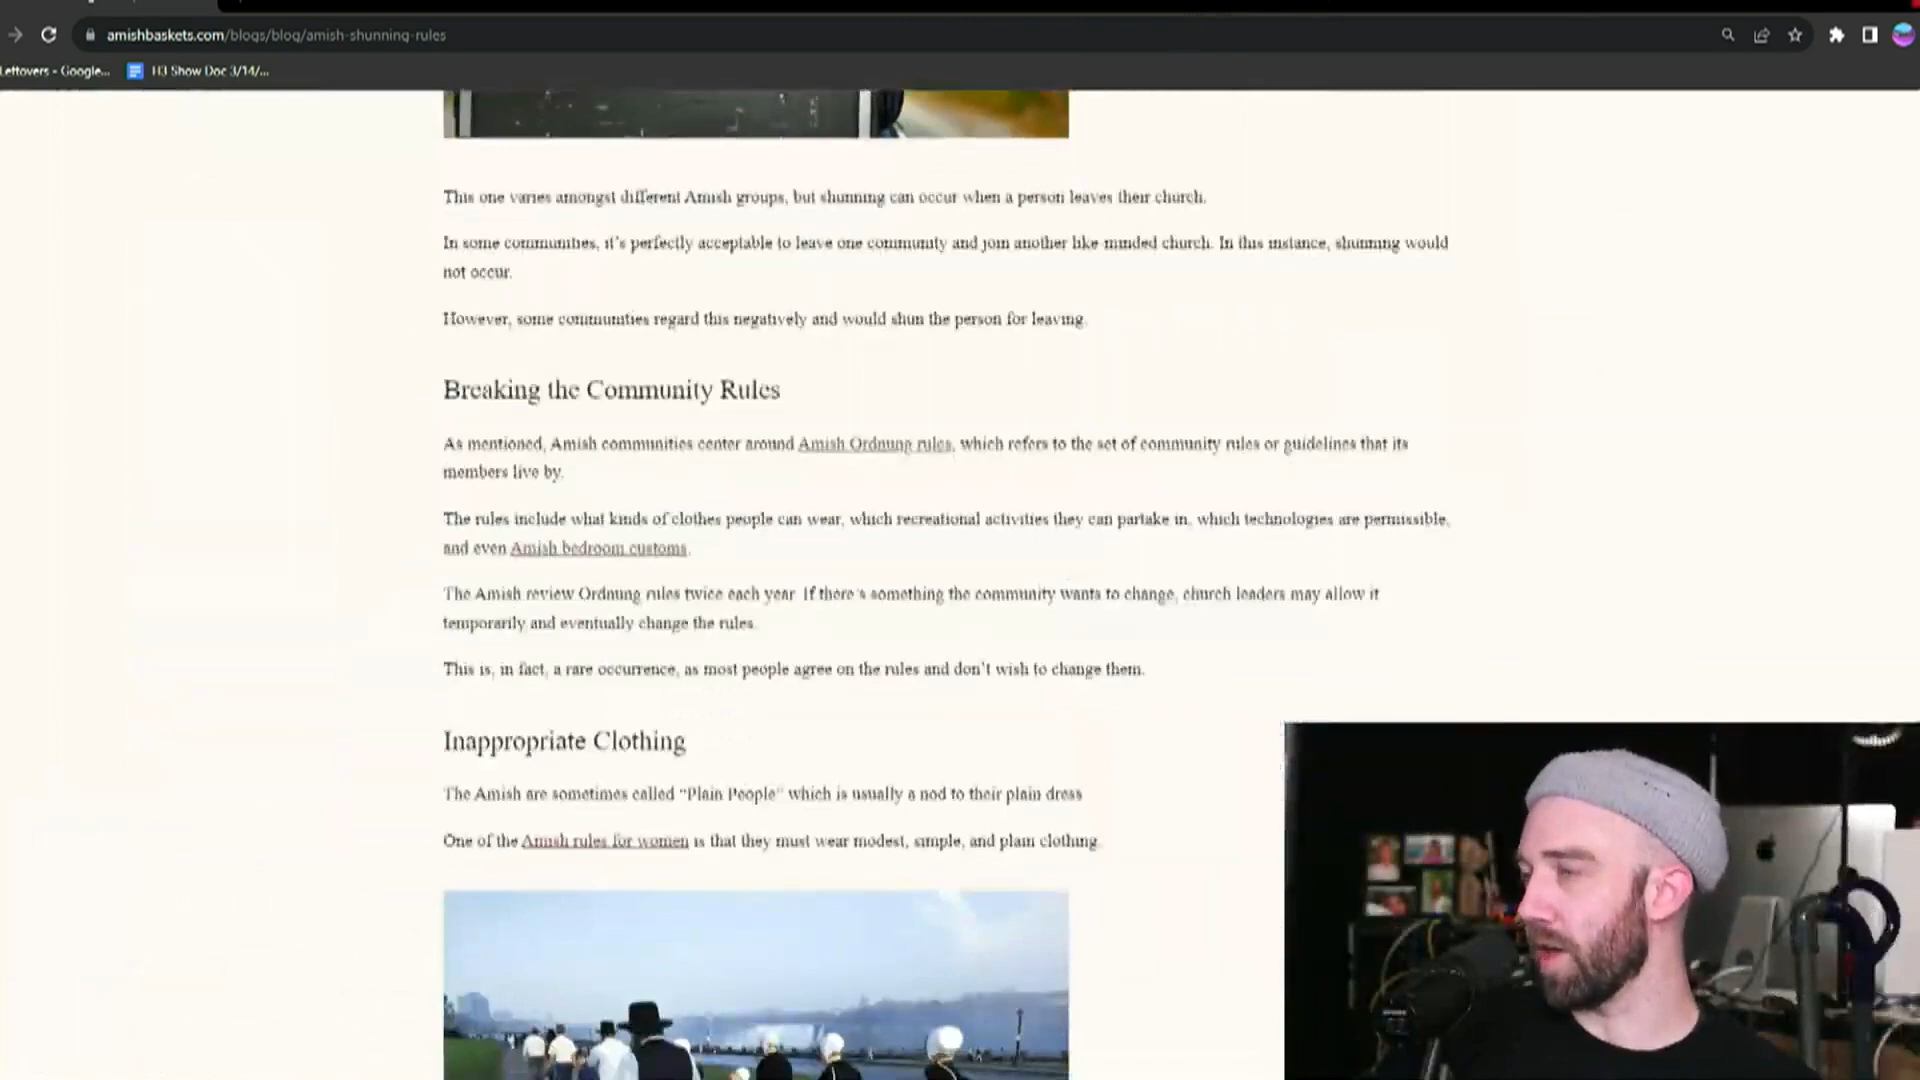 amishbaskets.com/blogs/blog/amish-shunning-rules
Leftovers - Google...
H3 Show Doc 3/14/...
This one varies amongst different Amish groups, but shunning can occur when a person leaves their church.
In some communities, it's perfectly acceptable to leave one community and join another like-minded church. In this instance, shunning would
not occur.
However, some communities regard this negatively and would shun the person for leaving.
Breaking the Community Rules
As mentioned, Amish communities center around Amish Ordnung rules, which refers to the set of community rules or guidelines that its
members live by.
The rules include what kinds of clothes people can wear, which recreational activities they can partake in, which technologies are permissible,
and even Amish bedroom customs.
The Amish review Ordnung rules twice each year. If there's something the community wants to change, church leaders may allow it
temporarily and eventually change the rules.
This is, in fact, a rare occurrence, as most people agree on the rules and don't wish to change them.
Inappropriate Clothing
The Amish are sometimes called “Plain People” which is usually a nod to their plain dress
One of the Amish rules for women is that they must wear modest, simple, and plain clothing.